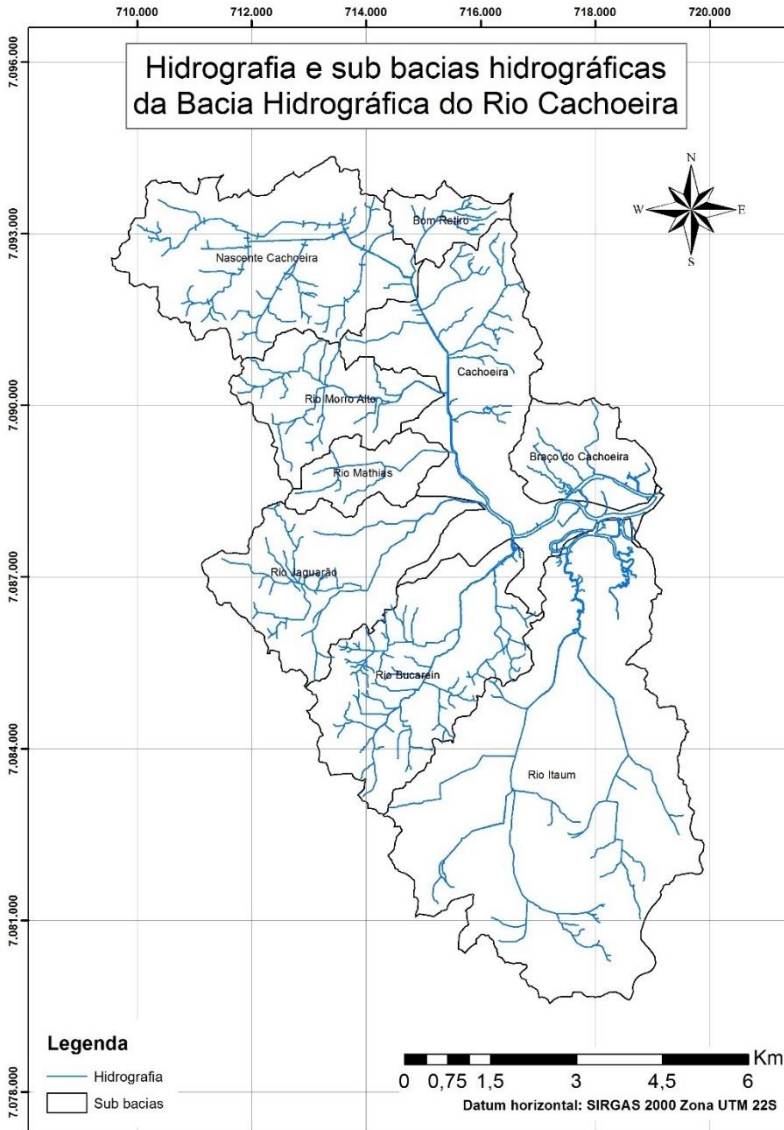 710.000 712.000 714.000 716.000 718.000 720.000
7.096.000
Hidrografia e sub bacias hidrográficas
da Bacia Hidrográfica do Rio Cachoeira
N
W E
S
7.093.000
Bom Retiro
Nascente Cachoeira
Cachoeira
7.090.000
Rio Morro Alto
Braço do Cachoeira
Rio Mathias
7.087.000
Rio Jaguarão
Rio Bucarein
7.084.000
Rio Itaum
7.081.000
Legenda
Hidrografia
Sub bacias
7.078.000
Km
0 0,75 1,5 3 4,5 6
Datum horizontal: SIRGAS 2000 Zona UTM 22S